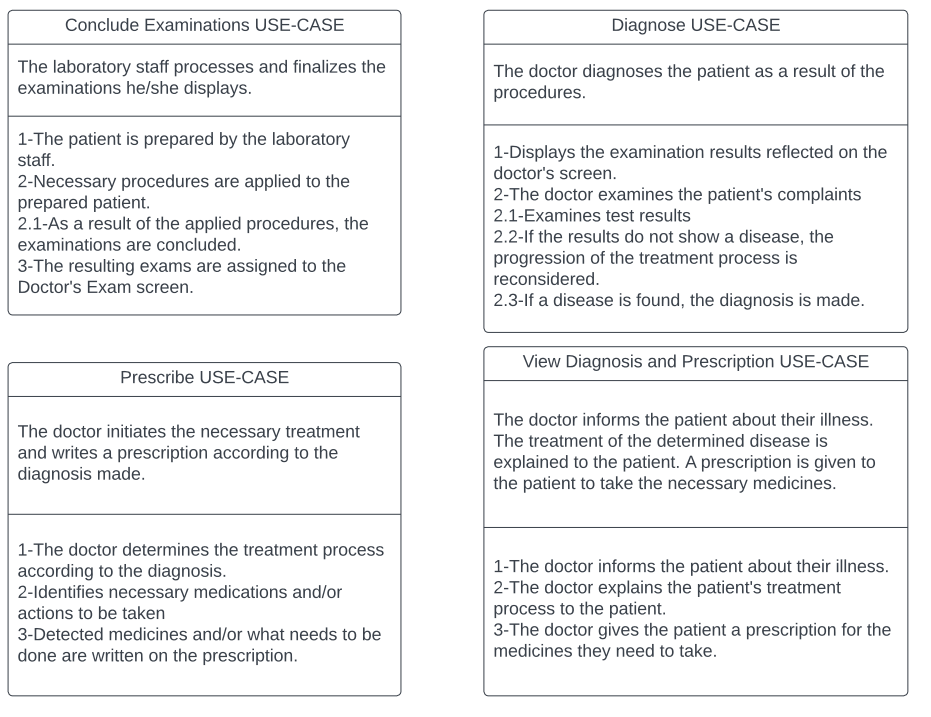 Conclude Examinations USE-CASE
The laboratory staff processes and finalizes the
examinations he/she displays.
1-The patient is prepared by the laboratory
staff.
2-Necessary procedures are applied to the
prepared patient.
2.1-As a result of the applied procedures, the
examinations are concluded.
3-The resulting exams are assigned to the
Doctor's Exam screen.
Diagnose USE-CASE
The doctor diagnoses the patient as a result of the
procedures.
1-Displays the examination results reflected on the
doctor's screen.
2-The doctor examines the patient's complaints
2.1-Examines test results
2.2-If the results do not show a disease, the
progression of the treatment process is
reconsidered.
2.3-If a disease is found, the diagnosis is made.
Prescribe USE-CASE
The doctor initiates the necessary treatment
and writes a prescription according to the
diagnosis made.
1-The doctor determines the treatment process
according to the diagnosis.
2-Identifies necessary medications and/or
actions to be taken
3-Detected medicines and/or what needs to be
done are written on the prescription.
View Diagnosis and Prescription USE-CASE
The doctor informs the patient about their illness.
The treatment of the determined disease is
explained to the patient. A prescription is given to
the patient to take the necessary medicines.
1-The doctor informs the patient about their illness.
2-The doctor explains the patient's treatment
process to the patient.
3-The doctor gives the patient a prescription for the
medicines they need to take.